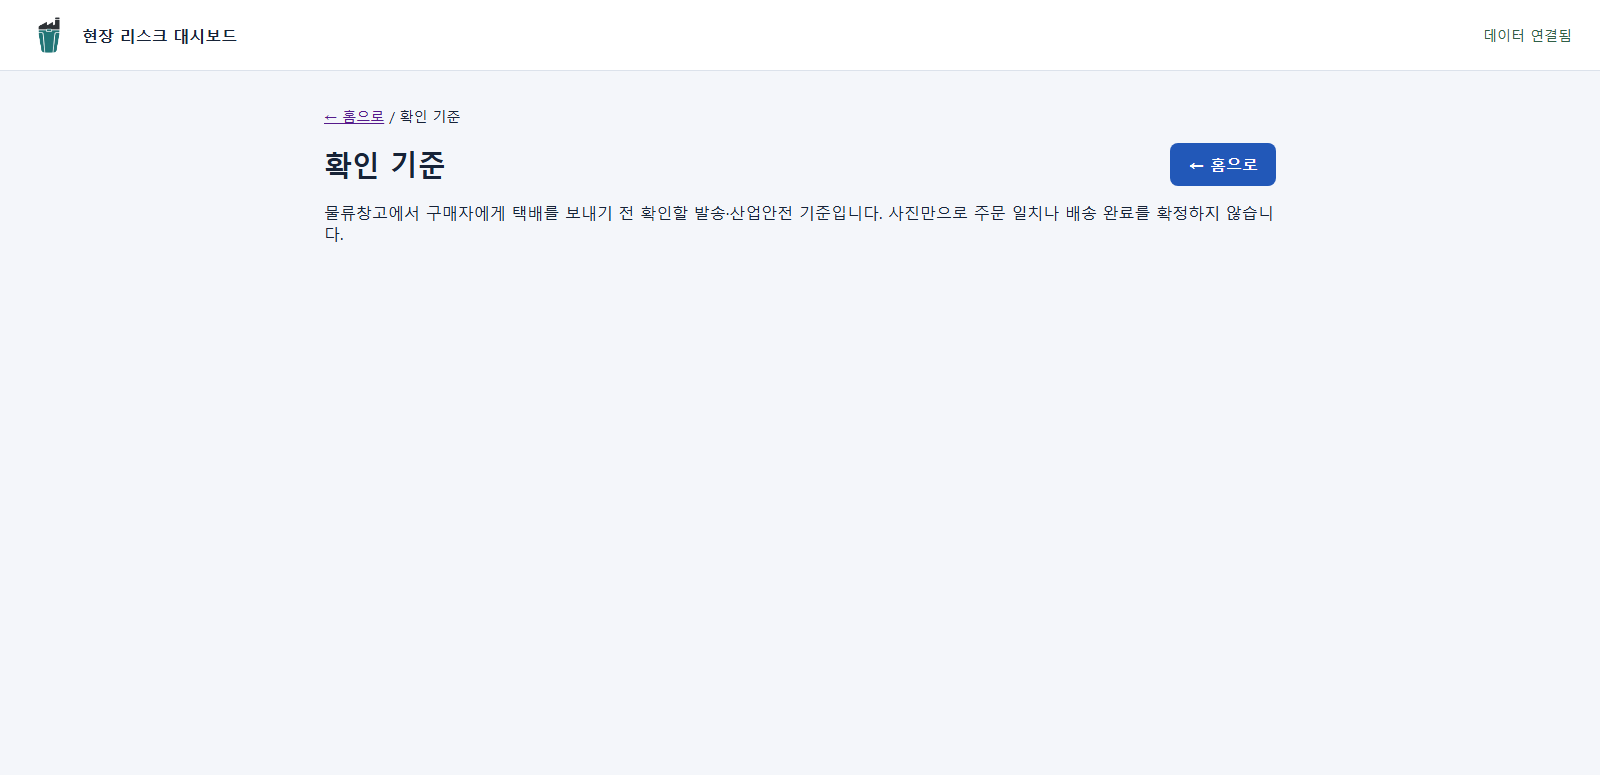 현장 리스크 대시보드
데이터 연결됨
← 홈으로 / 확인 기준
확인 기준
← 홈으로
물류창고에서 구매자에게 택배를 보내기 전 확인할 발송·산업안전 기준입니다. 사진만으로 주문 일치나 배송 완료를 확정하지 않습니
다.